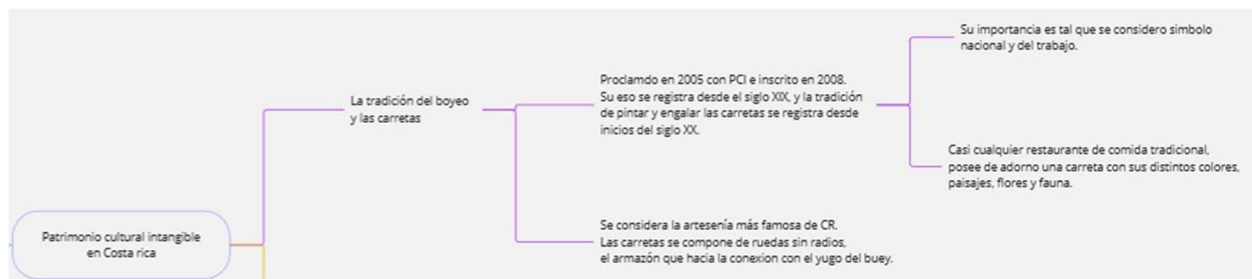 Su importancia es tal que se considero simbolo
nacional y del trabajo.
Proclamdo en 2005 con PCI e inscrito en 2008.
Su eso se registra desde el siglo XIX, y la tradición
de pintar y engalar las carretas se registra desde
inicios del siglo XX.
La tradición del boyeo
y las carretas
Casi cualquier restaurante de comida tradicional,
posee de adorno una carreta con sus distintos colores,
paisajes, flores y fauna.
Patrimonio cultural intangible
en Costa rica
Se considera la artesenía más famosa de CR.
Las carretas se compone de ruedas sin radios,
el armazón que hacia la conexion con el yugo del buey.